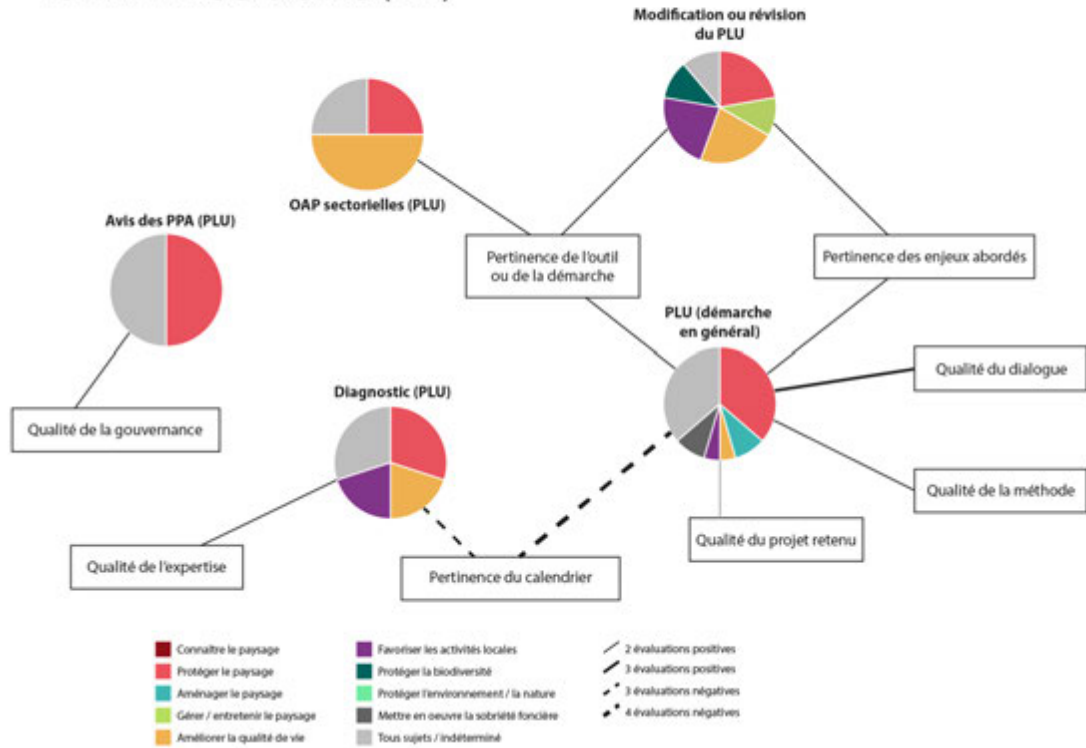 Modification ou révision
du PLU
OAP sectorielles (PLU)
Avis des PPA (PLU)
Pertinence de l'outil
ou de la démarche
Pertinence des enjeux abordés
PLU (démarche
en général)
Qualité du dialogue
Diagnostic (PLU)
Qualité de la gouvernance
Qualité de la méthode
Qualité du projet retenu
Qualité de l'expertise
Pertinence du calendrier
Connaître le paysage
Protéger le paysage
Aménager le paysage
Gérer / entretenir le paysage
Améliorer la qualité de vie
Favoriser les activités locales
Protéger la biodiversité
Protéger l'environnement / la nature
Mettre en oeuvre la sobriété foncière
Tous sujets / indéterminé
2 évaluations positives
3 évaluations positives
3 évaluations négatives
4 évaluations négatives